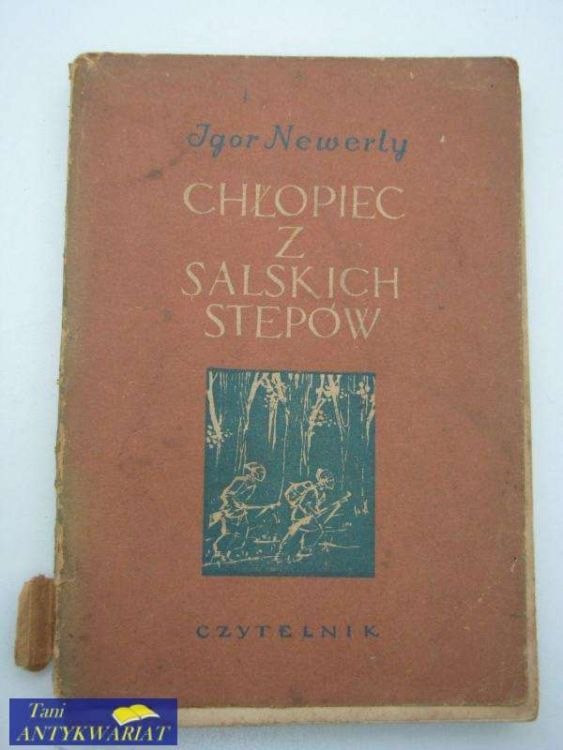 Igor Newerly
CHŁOPIEC
Z
SALSKICH
STEPÓW
CZYTELNIK
Tani
ANTYKWARIAT